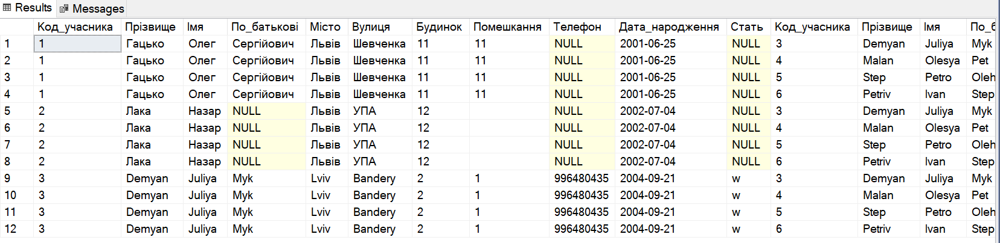 Results Messages
Код_учасника Прізвище Імя По_батькові Місто Вулиця Будинок Помешкання Телефон Дата_народження Стать Код_учасника Прізвище Імя По_б
1 1 Гацько Олег Сергійович Львів Шевченка 11 11 NULL 2001-06-25 NULL 3 Demyan Juliya Myk
2 1 Гацько Олег Сергійович Львів Шевченка 11 11 NULL 2001-06-25 NULL 4 Malan Olesya Pet
3 1 Гацько Олег Сергійович Львів Шевченка 11 11 NULL 2001-06-25 NULL 5 Step Petro Oleh
4 1 Гацько Олег Сергійович Львів Шевченка 11 11 NULL 2001-06-25 NULL 6 Petriv Ivan Step
5 2 Лака Назар NULL Львів УПА 12 NULL 2002-07-04 NULL 3 Demyan Juliya Myk
6 2 Лака Назар NULL Львів УПА 12 NULL 2002-07-04 NULL 4 Malan Olesya Pet
7 2 Лака Назар NULL Львів УПА 12 NULL 2002-07-04 NULL 5 Step Petro Oleh
8 2 Лака Назар NULL Львів УПА 12 NULL 2002-07-04 NULL 6 Petriv Ivan Step
9 3 Demyan Juliya Myk Lviv Bandery 2 1 996480435 2004-09-21 w 3 Demyan Juliya Myk
10 3 Demyan Juliya Myk Lviv Bandery 2 1 996480435 2004-09-21 w 4 Malan Olesya Pet
11 3 Demyan Juliya Myk Lviv Bandery 2 1 996480435 2004-09-21 w 5 Step Petro Oleh
12 3 Demyan Juliya Myk Lviv Bandery 2 1 996480435 2004-09-21 w 6 Petriv Ivan Step